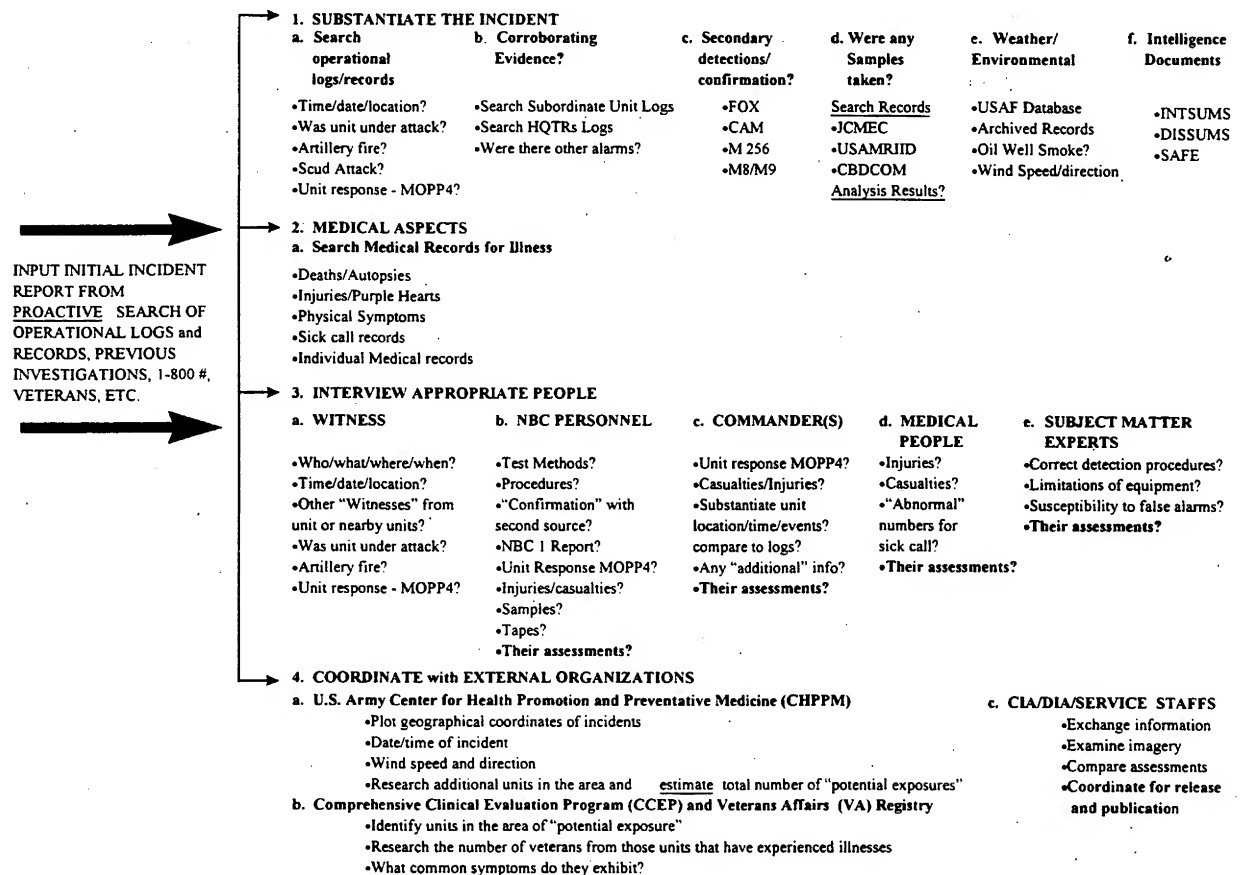 1. SUBSTANTIATE THE INCIDENT
a. Search
operational
logs/records
•Time/date/location?
•Was unit under attack?
•Artillery fire?
•Scud Attack?
•Unit response - MOPP4?
b. Corroborating
Evidence?
•Search Subordinate Unit Logs
•Search HQTRs Logs
•Were there other alarms?
c. Secondary
detections/
confirmation?
•FOX
•CAM
•M 256
•M8/M9
d. Were any
Samples
taken?
Search Records
•JCMEC
•USAMRIID
•CBDCOM
Analysis Results?
e. Weather/
Environmental
•USAF Database
•Archived Records
•Oil Well Smoke?
•Wind Speed/direction
f. Intelligence
Documents
•INTSUMS
•DISSUMS
•SAFE
INPUT INITIAL INCIDENT
REPORT FROM
PROACTIVE SEARCH OF
OPERATIONAL LOGS and
RECORDS, PREVIOUS
INVESTIGATIONS, 1-800 #,
VETERANS, ETC.
2. MEDICAL ASPECTS
a. Search Medical Records for Illness
•Deaths/Autopsies
•Injuries/Purple Hearts
•Physical Symptoms
•Sick call records
•Individual Medical records
3. INTERVIEW APPROPRIATE PEOPLE
a. WITNESS
•Who/what/where/when?
•Time/date/location?
•Other "Witnesses" from
unit or nearby units?
•Was unit under attack?
•Artillery fire?
•Unit response - MOPP4?
b. NBC PERSONNEL
•Test Methods?
•Procedures?
•"Confirmation" with
second source?
•NBC 1 Report?
•Unit Response MOPP4?
•Injuries/casualties?
•Samples?
•Tapes?
•Their assessments?
c. COMMANDER(S)
•Unit response MOPP4?
•Casualties/Injuries?
•Substantiate unit
location/time/events?
compare to logs?
•Any "additional" info?
•Their assessments?
d. MEDICAL
PEOPLE
•Injuries?
•Casualties?
•"Abnormal"
numbers for
sick call?
•Their assessments?
e. SUBJECT MATTER
EXPERTS
•Correct detection procedures?
•Limitations of equipment?
•Susceptibility to false alarms?
•Their assessments?
4. COORDINATE with EXTERNAL ORGANIZATIONS
a. U.S. Army Center for Health Promotion and Preventative Medicine (CHPPM)
•Plot geographical coordinates of incidents
•Date/time of incident
•Wind speed and direction
•Research additional units in the area and estimate total number of "potential exposures"
b. Comprehensive Clinical Evaluation Program (CCEP) and Veterans Affairs (VA) Registry
•Identify units in the area of "potential exposure"
•Research the number of veterans from those units that have experienced illnesses
•What common symptoms do they exhibit?
c. CIA/DIA/SERVICE STAFFS
•Exchange information
•Examine imagery
•Compare assessments
•Coordinate for release
and publication